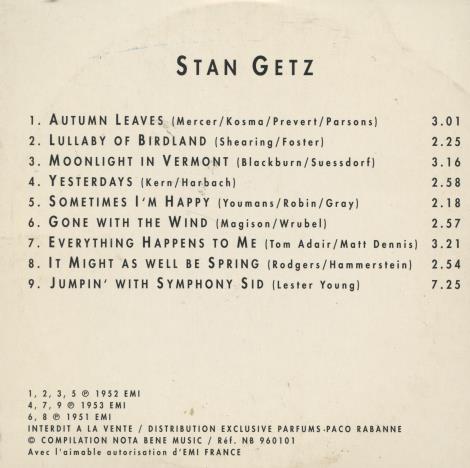 STAN GETZ
1. AUTUMN LEAVES (Mercer/Kosma/Prevert/Parsons) 3.01
2. LULLABY OF BIRDLAND (Shearing/Foster) 2.25
3. MOONLIGHT IN VERMONT (Blackburn/Suessdorf) 3.16
4. YESTERDAYS (Kern/Harbach) 2.58
5. SOMETIMES I'M HAPPY (Youmans/Robin/Gray) 2.18
6. GONE WITH THE WIND (Magison/Wrubel) 2.57
7. EVERYTHING HAPPENS TO ME (Tom Adair/Matt Dennis) 3.21
8. IT MIGHT AS WELL BE SPRING (Rodgers/Hammerstein) 2.54
9. JUMPIN' WITH SYMPHONY SID (Lester Young) 7.25
1, 2, 3, 5 ℗ 1952 EMI
4, 7, 9 ℗ 1953 EMI
6, 8 ℗ 1951 EMI
INTERDIT A LA VENTE / DISTRIBUTION EXCLUSIVE PARFUMS-PACO RABANNE
© COMPILATION NOTA BENE MUSIC / Réf. NB 960101
Avec l'aimable autorisation d'EMI FRANCE